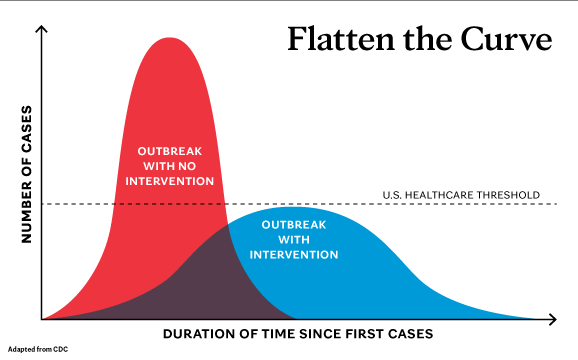 Flatten the Curve
NUMBER OF CASES
OUTBREAK
WITH NO
INTERVENTION
U.S. HEALTHCARE THRESHOLD
OUTBREAK
WITH
INTERVENTION
DURATION OF TIME SINCE FIRST CASES
Adapted from CDC